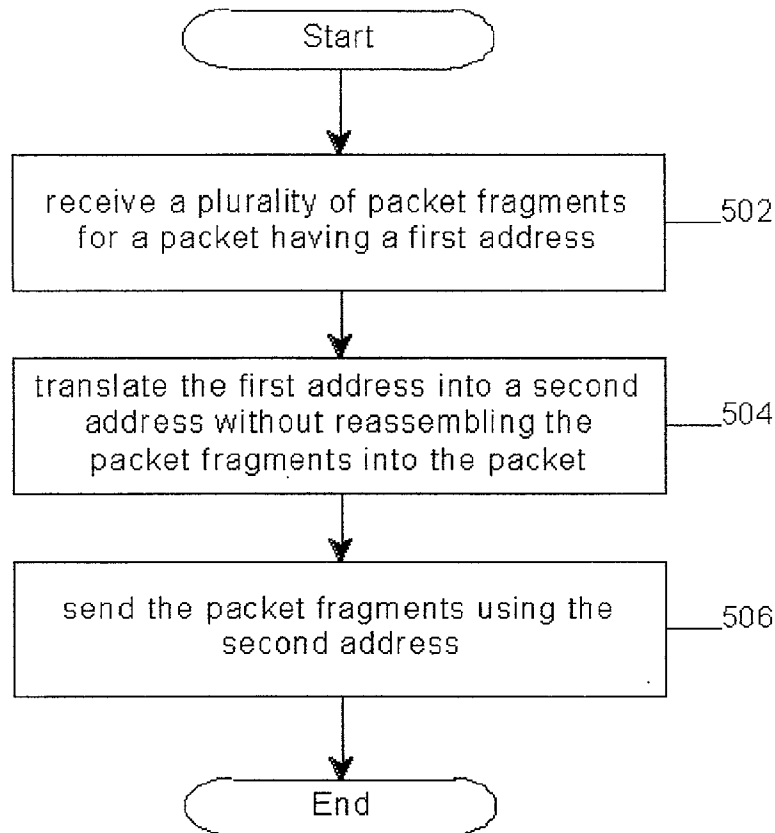 Start
receive a plurality of packet fragments
for a packet having a first address
502
translate the first address into a second
address without reassembling the
packet fragments into the packet
504
send the packet fragments using the
second address
506
End